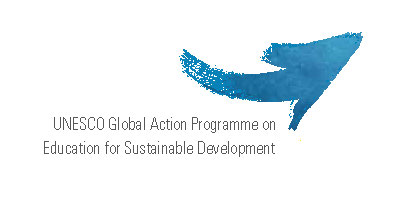 UNESCO Global Action Programme on
Education for Sustainable Development